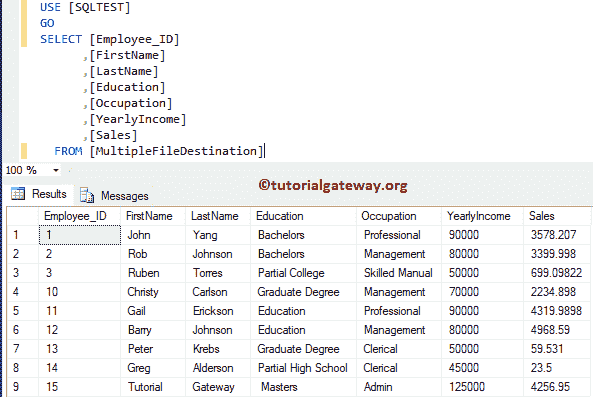 USE [SQLTEST]
GO
SELECT [Employee_ID]
,[FirstName]
,[LastName]
,[Education]
,[Occupation]
,[YearlyIncome]
,[Sales]
FROM [MultipleFileDestination]
100 %
©tutorialgateway.org
Results Messages
Employee_ID FirstName LastName Education Occupation YearlyIncome Sales
1 1 John Yang Bachelors Professional 90000 3578.207
2 2 Rob Johnson Bachelors Management 80000 3399.998
3 3 Ruben Torres Partial College Skilled Manual 50000 699.09822
4 10 Christy Carlson Graduate Degree Management 70000 2234.898
5 11 Gail Erickson Education Professional 90000 4319.9898
6 12 Barry Johnson Education Management 80000 4968.59
7 13 Peter Krebs Graduate Degree Clerical 50000 59.531
8 14 Greg Alderson Partial High School Clerical 45000 23.5
9 15 Tutorial Gateway Masters Admin 125000 4256.95